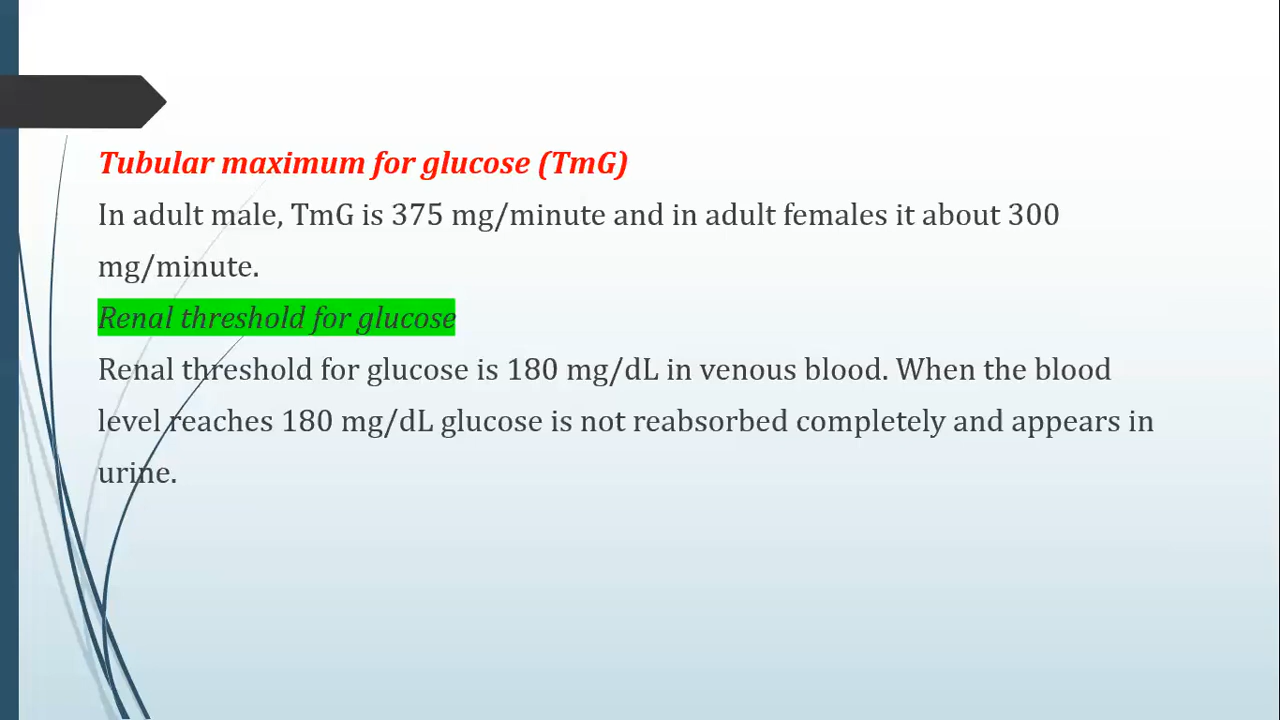 Tubular maximum for glucose (TmG)
In adult male, TmG is 375 mg/minute and in adult females it about 300
mg/minute.
Renal threshold for glucose
Renal threshold for glucose is 180 mg/dL in venous blood. When the blood
level reaches 180 mg/dL glucose is not reabsorbed completely and appears in
urine.